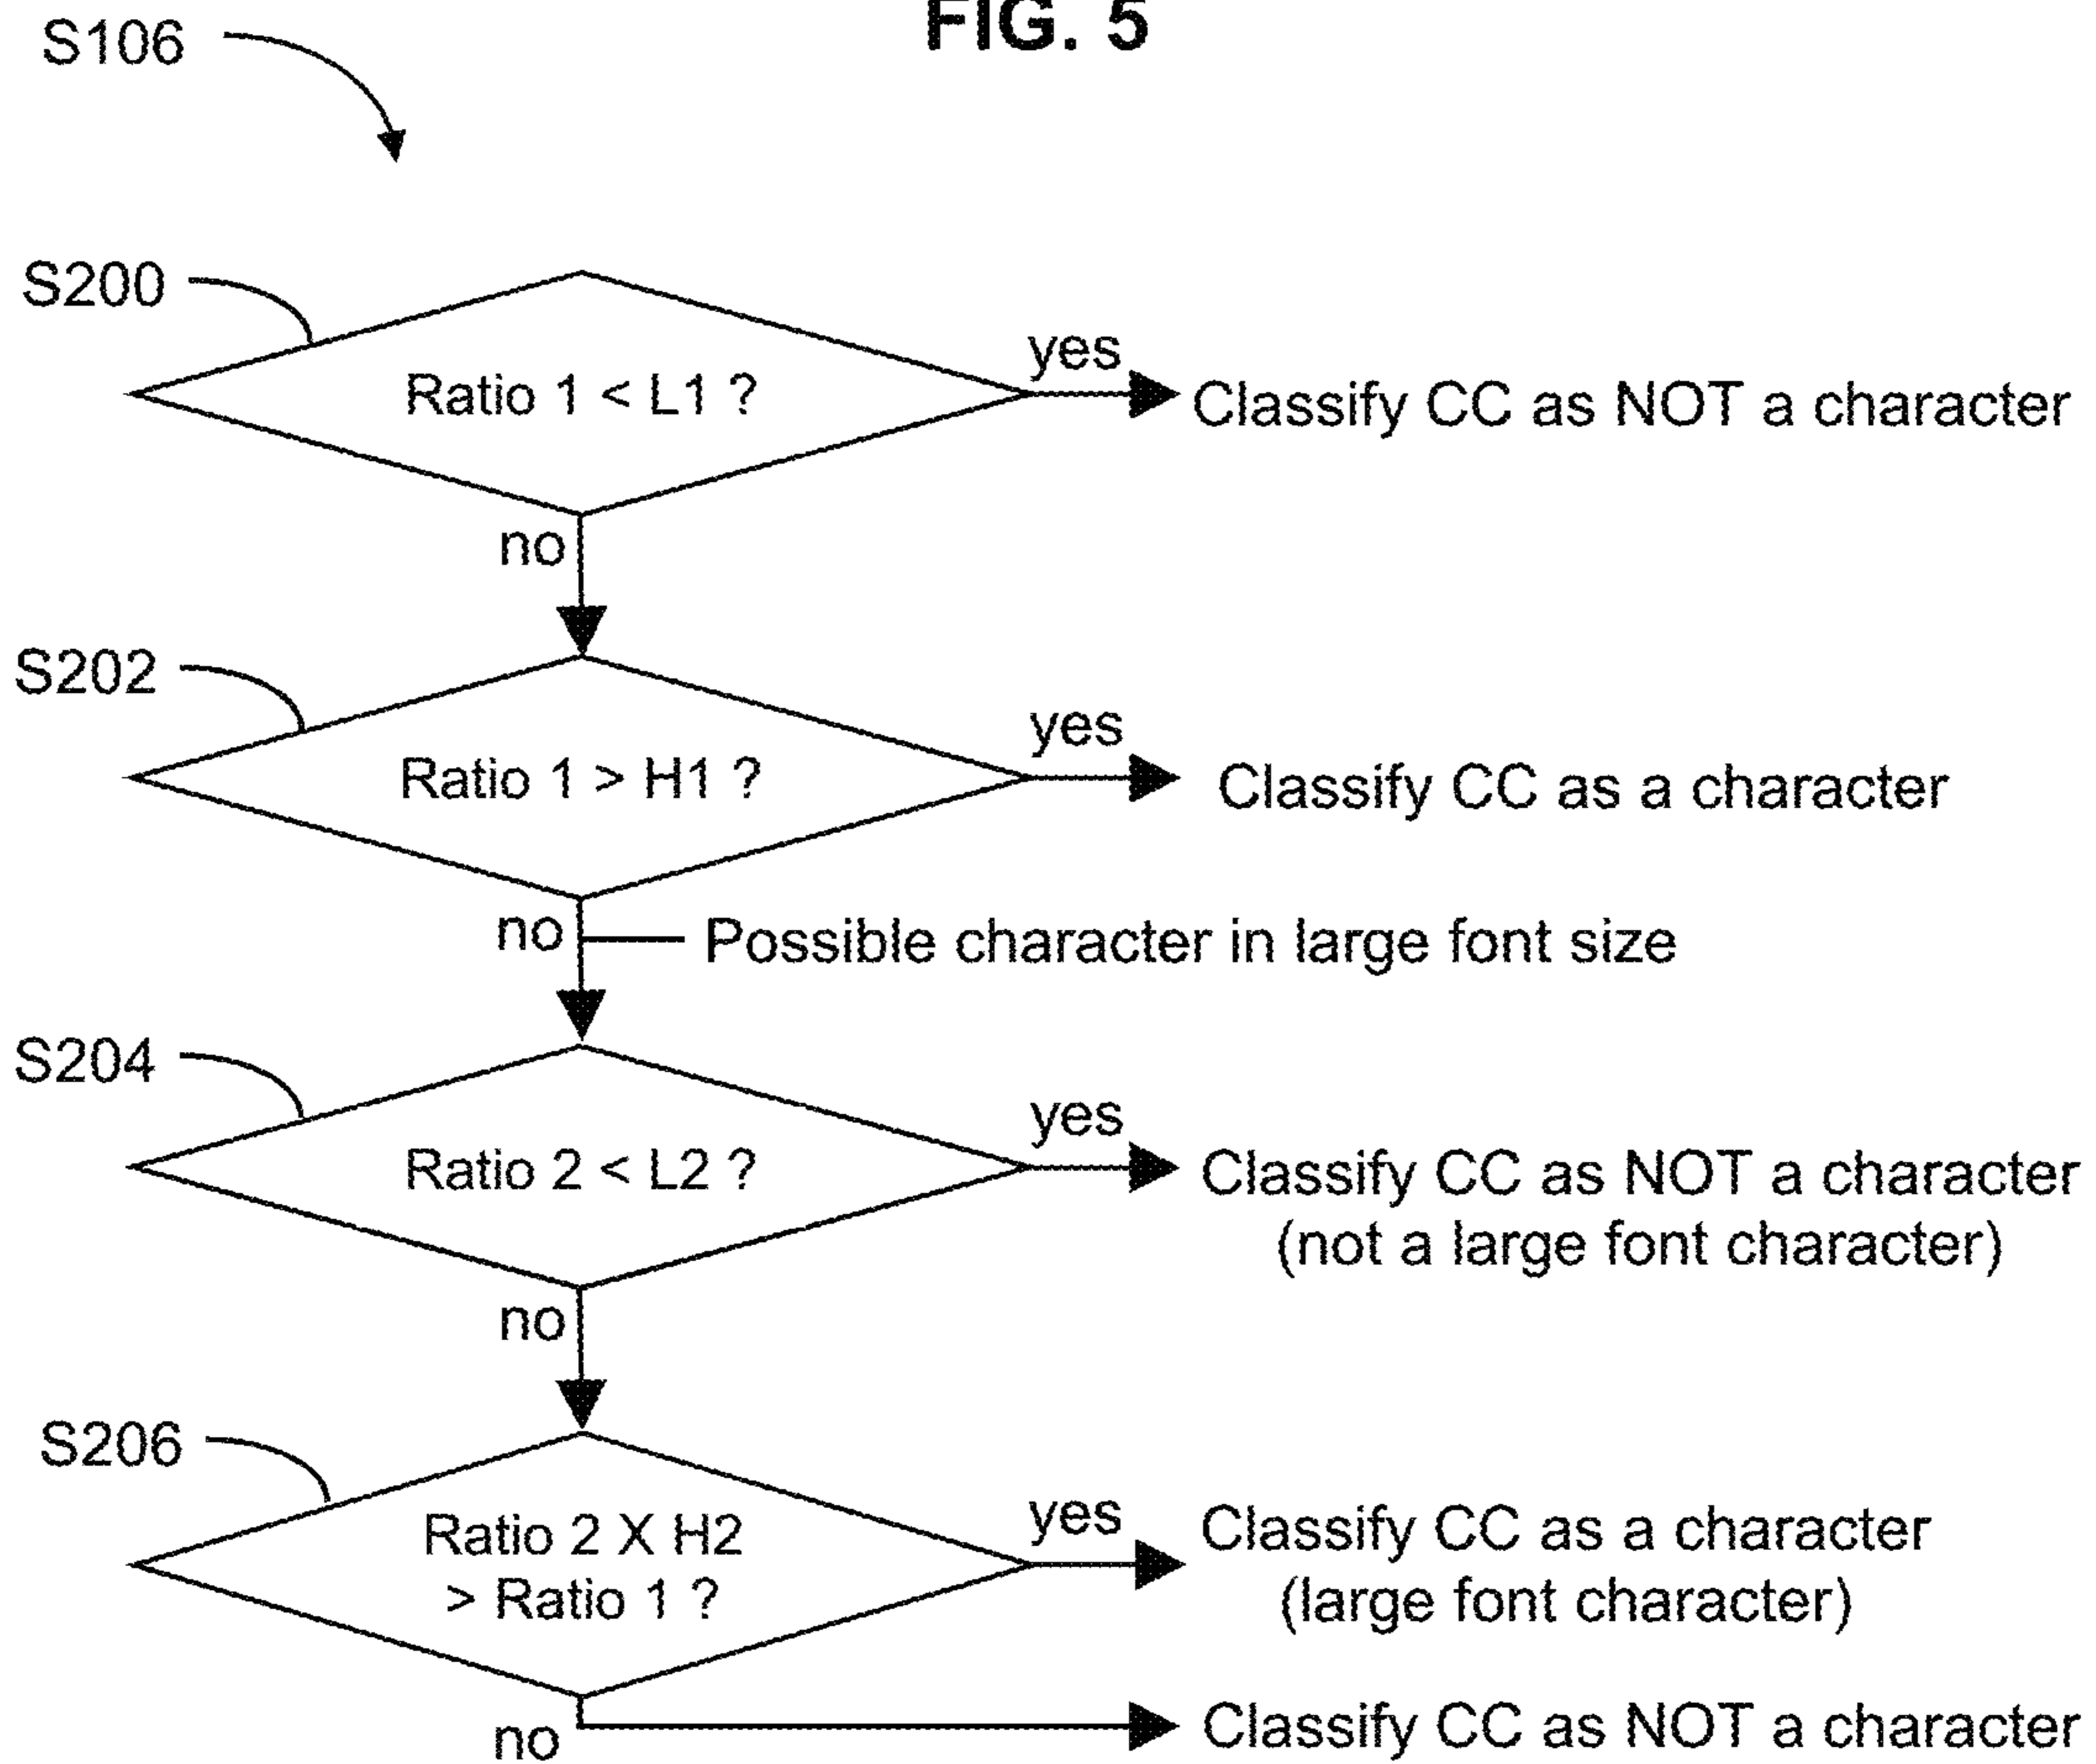 FIG. 5
S106
S200
Ratio 1 < L1 ?
yes
Classify CC as NOT a character
no
S202
Ratio 1 > H1 ?
yes
Classify CC as a character
no
Possible character in large font size
S204
Ratio 2 < L2 ?
yes
Classify CC as NOT a character
(not a large font character)
no
S206
Ratio 2 X H2
> Ratio 1 ?
yes
Classify CC as a character
(large font character)
no
Classify CC as NOT a character